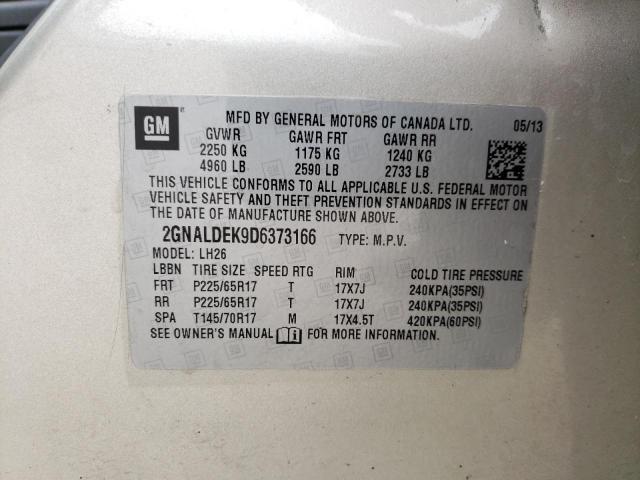 GM
MFD BY GENERAL MOTORS OF CANADA LTD. 05/13
GVWR GAWR FRT GAWR RR
2250 KG 1175 KG 1240 KG
4960 LB 2590 LB 2733 LB
THIS VEHICLE CONFORMS TO ALL APPLICABLE U.S. FEDERAL MOTOR
VEHICLE SAFETY AND THEFT PREVENTION STANDARDS IN EFFECT ON
THE DATE OF MANUFACTURE SHOWN ABOVE.
2GNALDEK9D6373166 TYPE: M.P.V.
MODEL: LH26
LBBN TIRE SIZE SPEED RTG RIM COLD TIRE PRESSURE
FRT P225/65R17 T 17X7J 240KPA(35PSI)
RR P225/65R17 T 17X7J 240KPA(35PSI)
SPA T145/70R17 M 17X4.5T 420KPA(60PSI)
SEE OWNER'S MANUAL FOR MORE INFORMATION.